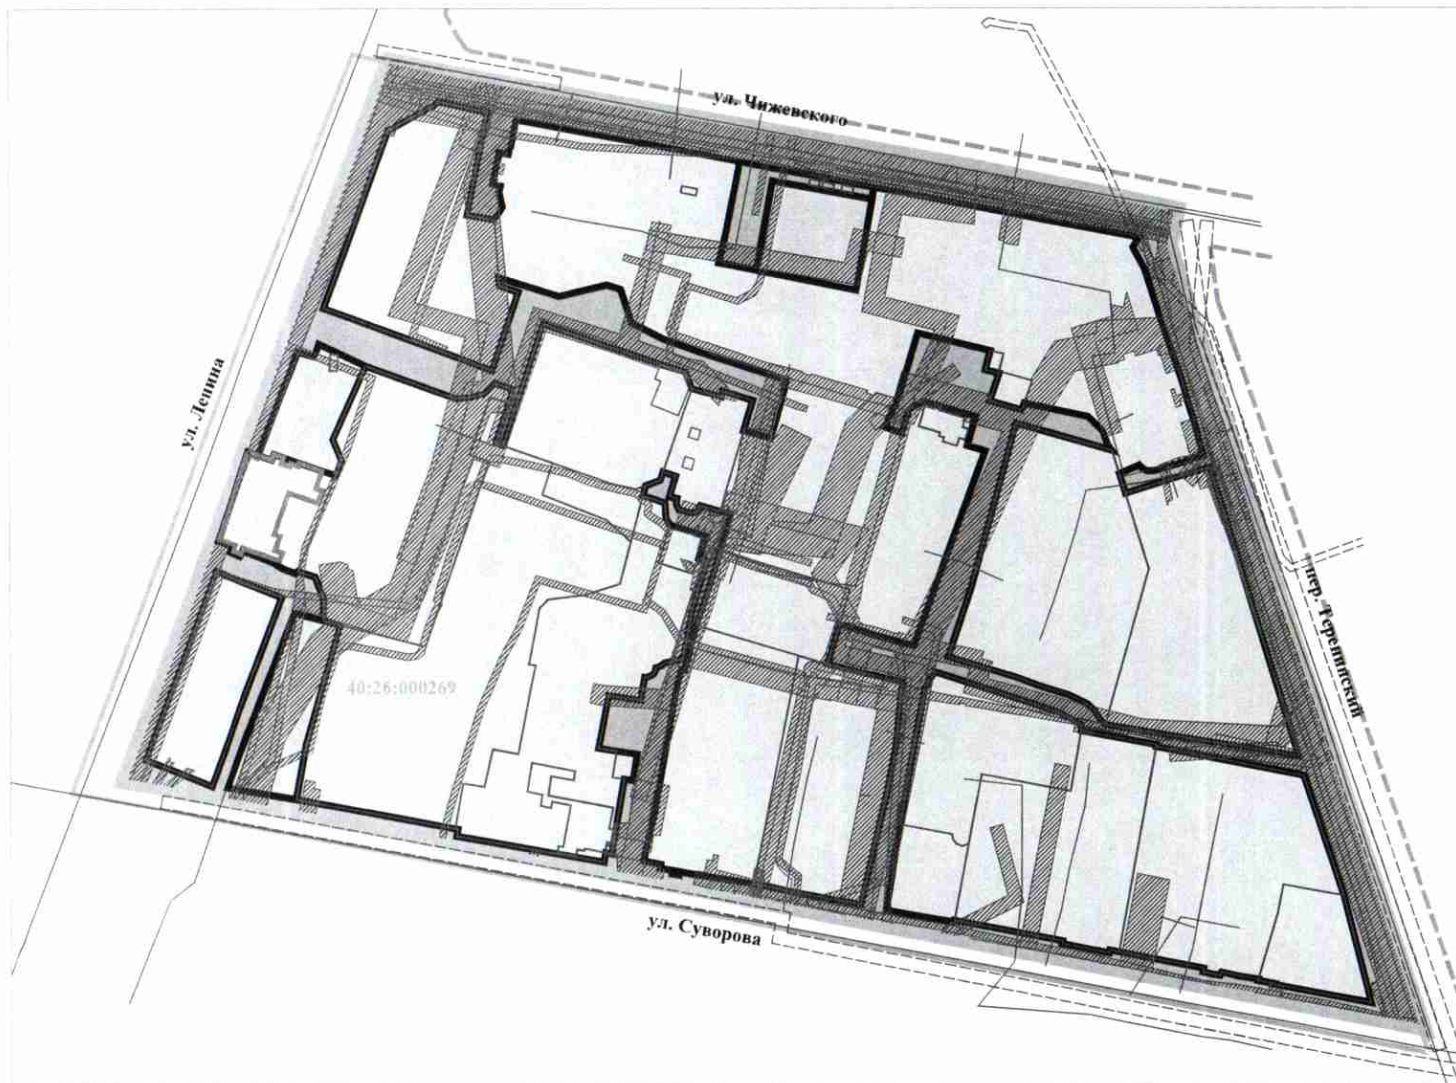 ул. Чижевского
ул. Ленина
пер. Теренинский
40:26:000269
ул. Суворова